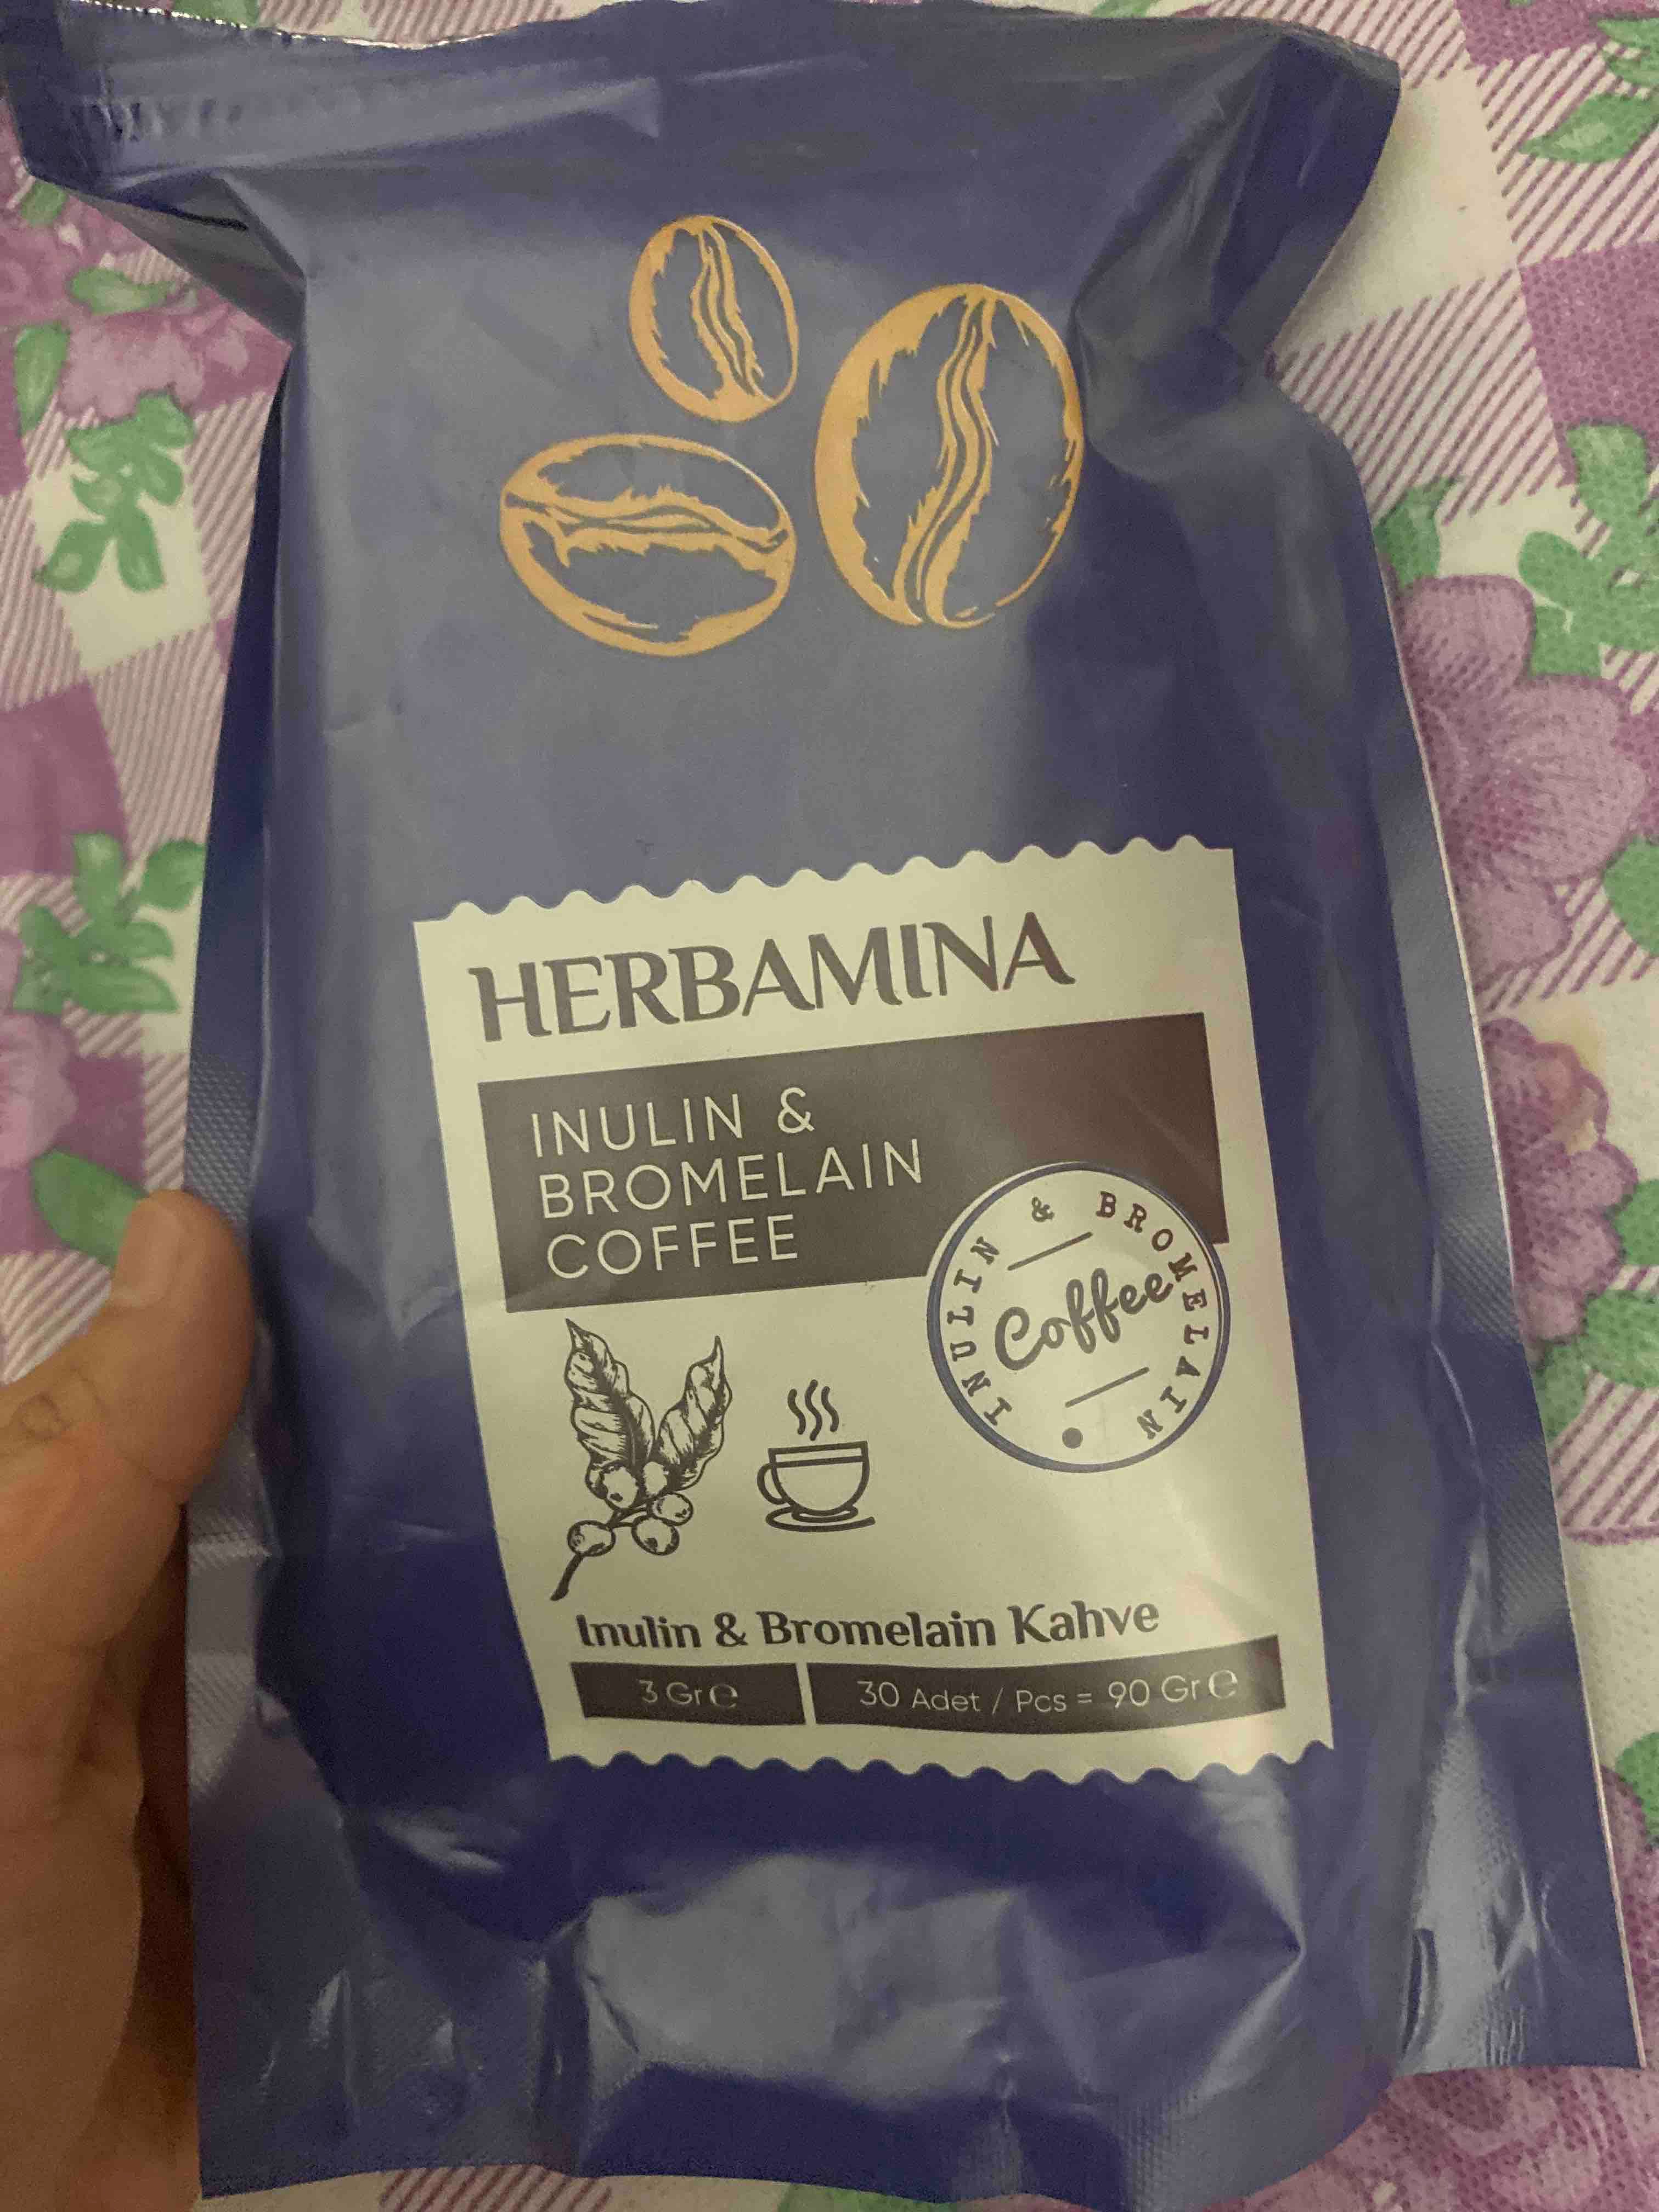 HERBAMINA
INULIN &
BROMELAIN
COFFEE
INULIN & BROMELAIN
Coffee
Inulin & Bromelain Kahve
3 Gr ℮
30 Adet / Pcs = 90 Gr ℮